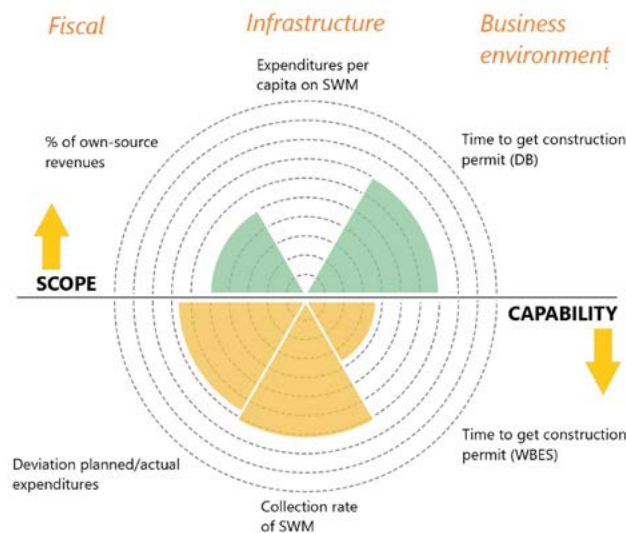 Fiscal
Infrastructure
Business
environment
Expenditures per
capita on SWM
% of own-source
revenues
Time to get construction
permit (DB)
SCOPE
CAPABILITY
Deviation planned/actual
expenditures
Time to get construction
permit (WBES)
Collection rate
of SWM